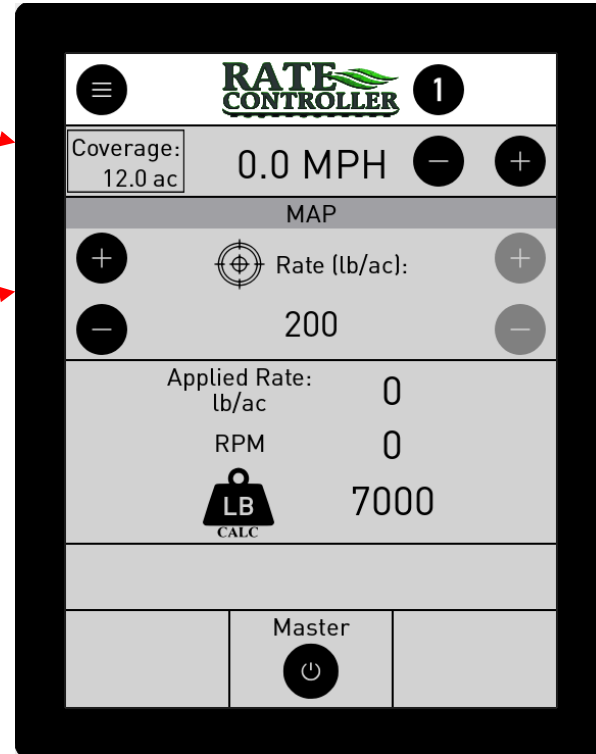 RATE
CONTROLLER
1
Coverage:
12.0 ac
0.0 MPH
MAP
Rate (lb/ac):
200
Applied Rate:
lb/ac
0
RPM
0
LB
CALC
7000
Master